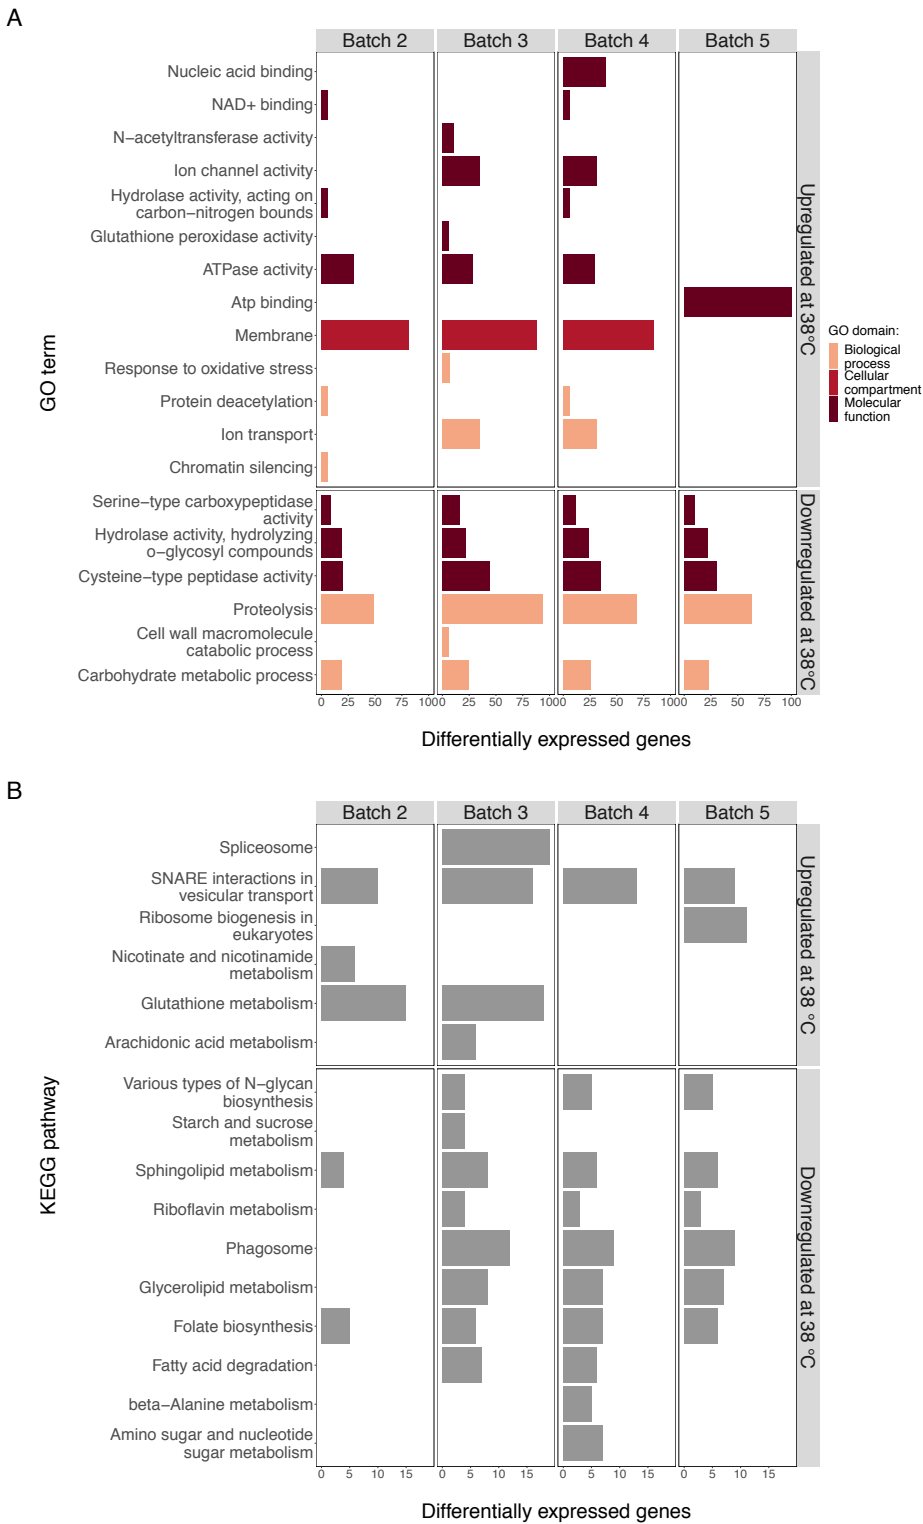 A
Batch 2
Batch 3
Batch 4
Batch 5
Nucleic acid binding
NAD+ binding
N−acetyltransferase activity
Ion channel activity
Hydrolase activity, acting on
carbon−nitrogen bounds
Glutathione peroxidase activity
ATPase activity
Atp binding
Membrane
Response to oxidative stress
Protein deacetylation
Ion transport
Chromatin silencing
Upregulated at 38°C
GO term
GO domain:
Biological
process
Cellular
compartment
Molecular
function
Serine−type carboxypeptidase
activity
Hydrolase activity, hydrolyzing
o−glycosyl compounds
Cysteine−type peptidase activity
Proteolysis
Cell wall macromolecule
catabolic process
Carbohydrate metabolic process
Downregulated at 38°C
0 25 50 75 100
0 25 50 75 100
0 25 50 75 100
0 25 50 75 100
Differentially expressed genes
B
Batch 2
Batch 3
Batch 4
Batch 5
Spliceosome
SNARE interactions in
vesicular transport
Ribosome biogenesis in
eukaryotes
Nicotinate and nicotinamide
metabolism
Glutathione metabolism
Arachidonic acid metabolism
Upregulated at 38 °C
KEGG pathway
Various types of N−glycan
biosynthesis
Starch and sucrose
metabolism
Sphingolipid metabolism
Riboflavin metabolism
Phagosome
Glycerolipid metabolism
Folate biosynthesis
Fatty acid degradation
beta−Alanine metabolism
Amino sugar and nucleotide
sugar metabolism
Downregulated at 38 °C
0 5 10 15
0 5 10 15
0 5 10 15
0 5 10 15
Differentially expressed genes